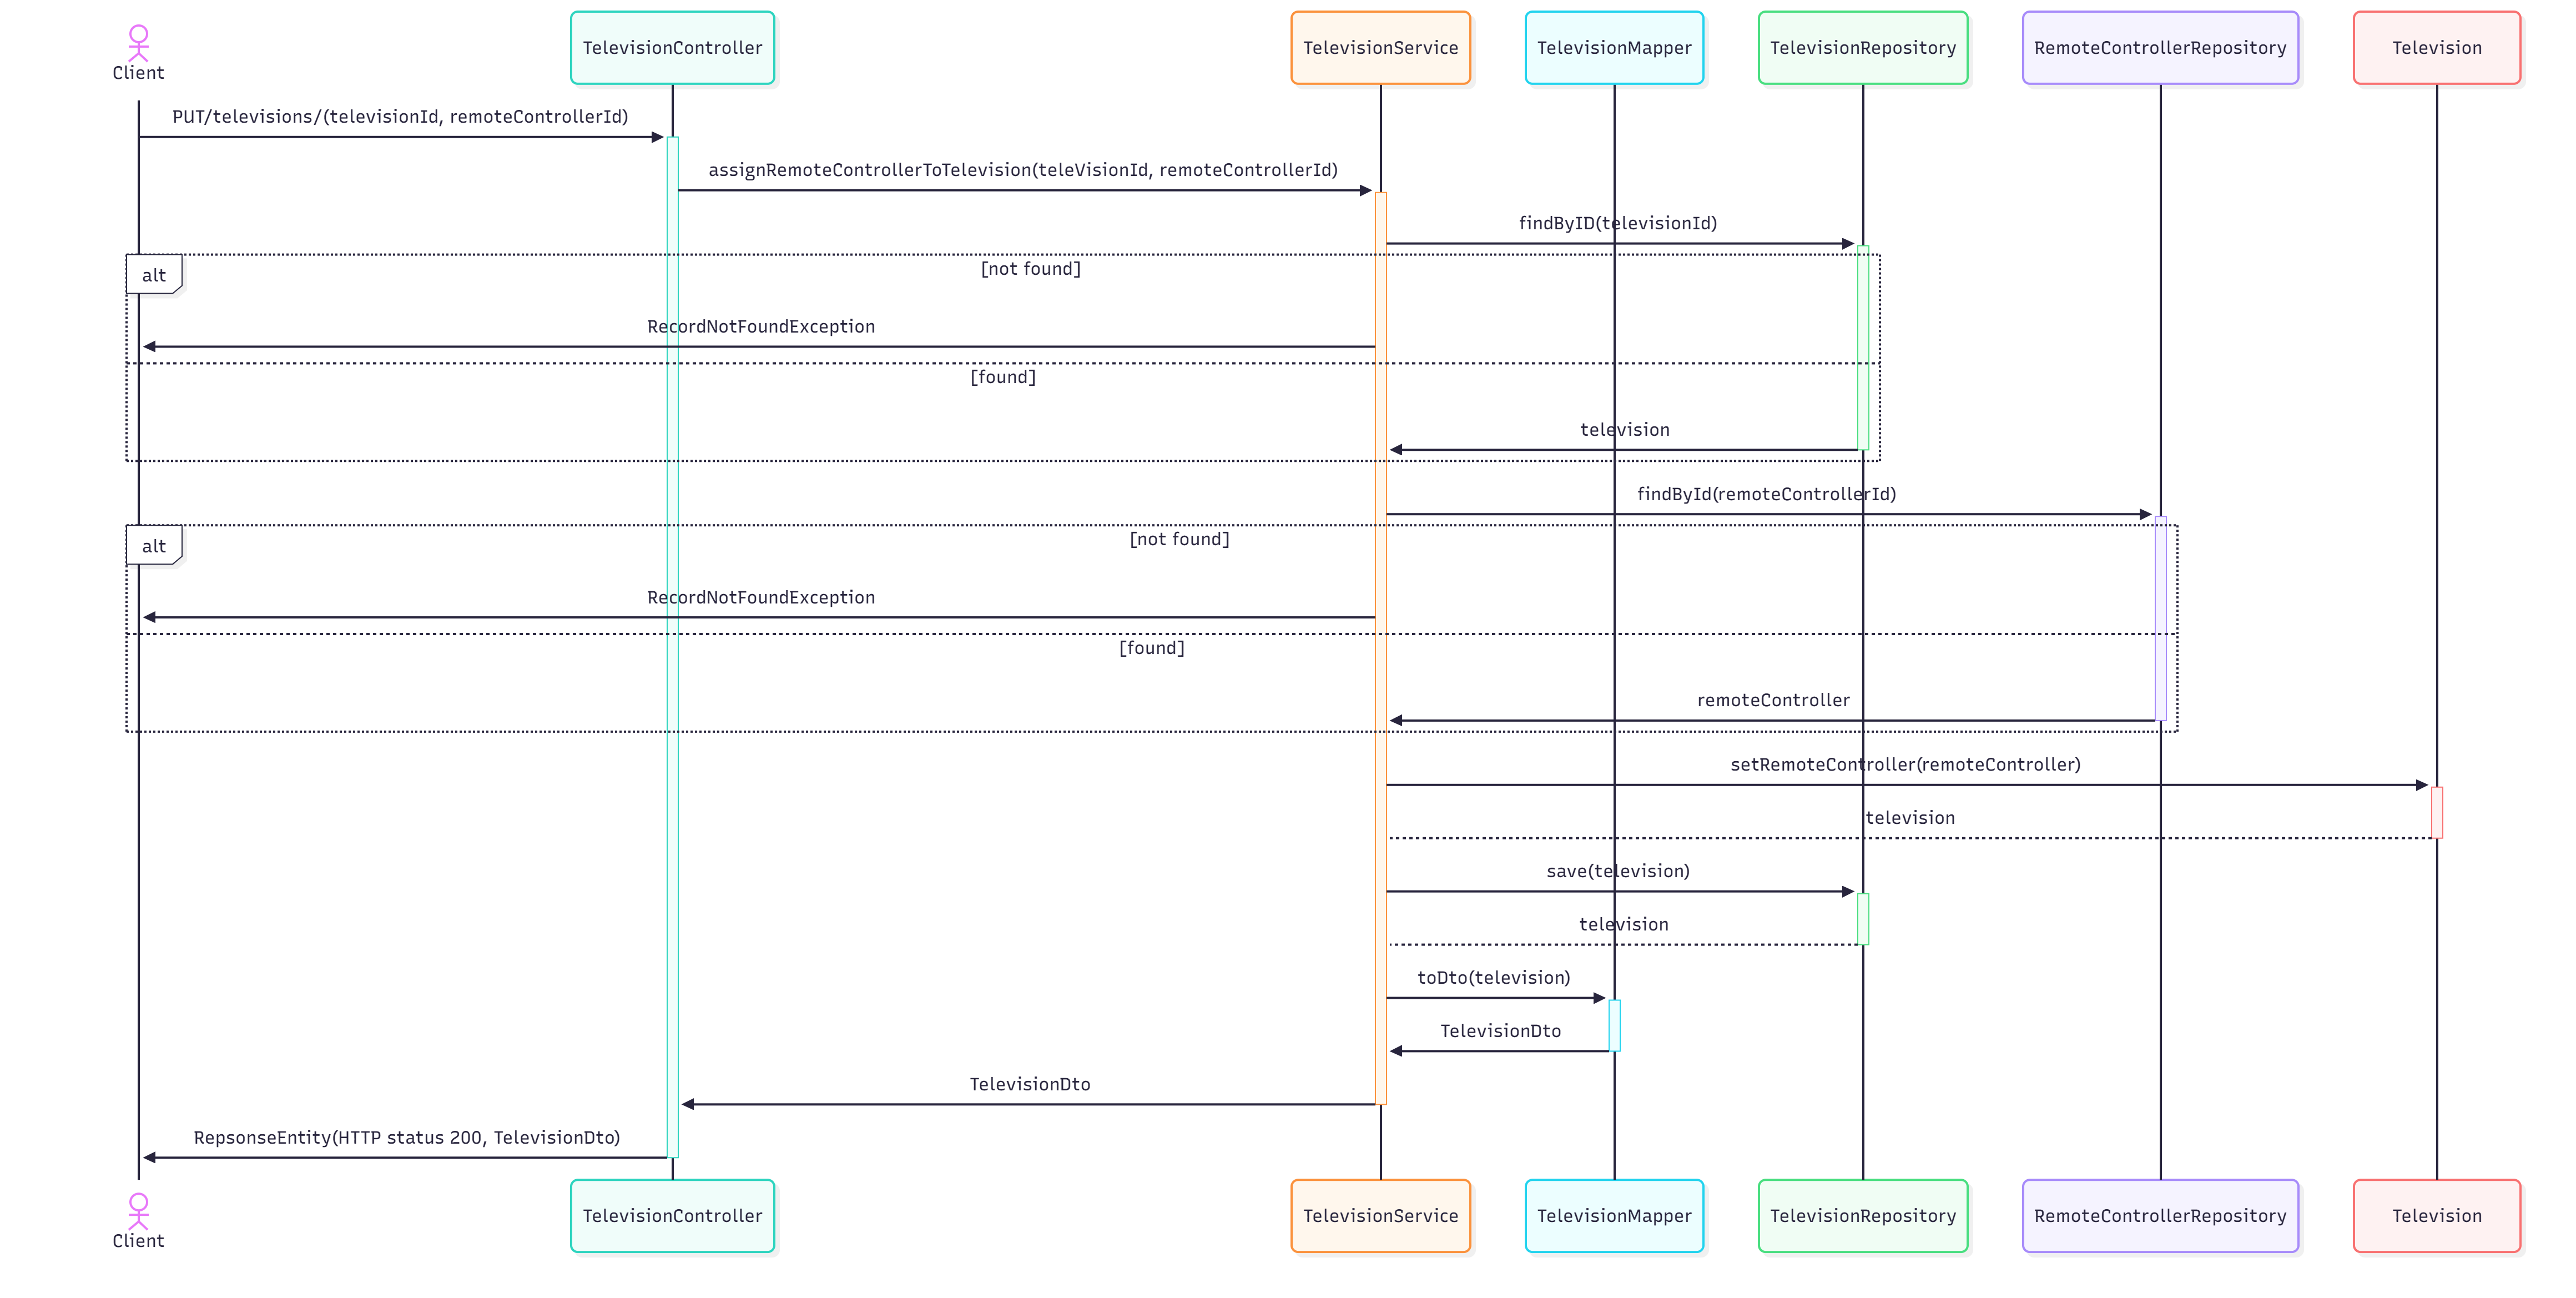 Client
TelevisionController
TelevisionService
TelevisionMapper
TelevisionRepository
RemoteControllerRepository
Television
PUT/televisions/(televisionId, remoteControllerId)
assignRemoteControllerToTelevision(teleVisionId, remoteControllerId)
findByID(televisionId)
alt
[not found]
RecordNotFoundException
[found]
television
findById(remoteControllerId)
alt
[not found]
RecordNotFoundException
[found]
remoteController
setRemoteController(remoteController)
television
save(television)
television
toDto(television)
TelevisionDto
TelevisionDto
RepsonseEntity(HTTP status 200, TelevisionDto)
Client
TelevisionController
TelevisionService
TelevisionMapper
TelevisionRepository
RemoteControllerRepository
Television